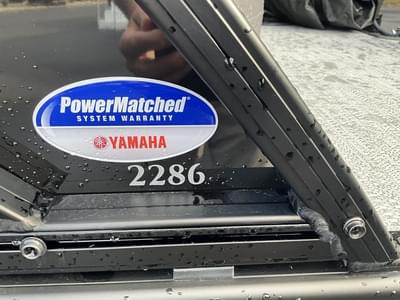 PowerMatched®
SYSTEM WARRANTY
YAMAHA
2286